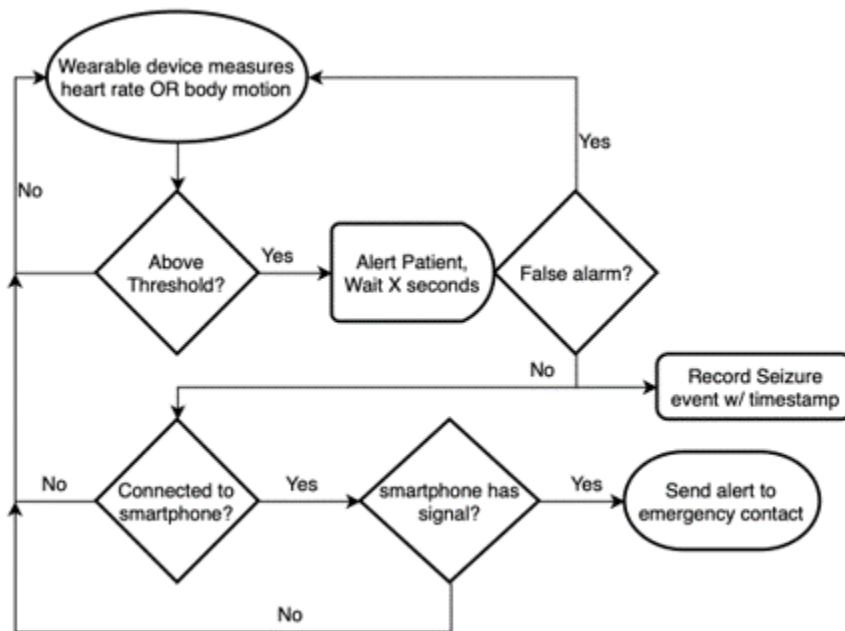 Wearable device measures
heart rate OR body motion
Yes
No
Above
Threshold?
Yes
Alert Patient,
Wait X seconds
False alarm?
No
Record Seizure
event w/ timestamp
No
Connected to
smartphone?
Yes
smartphone has
signal?
Yes
Send alert to
emergency contact
No